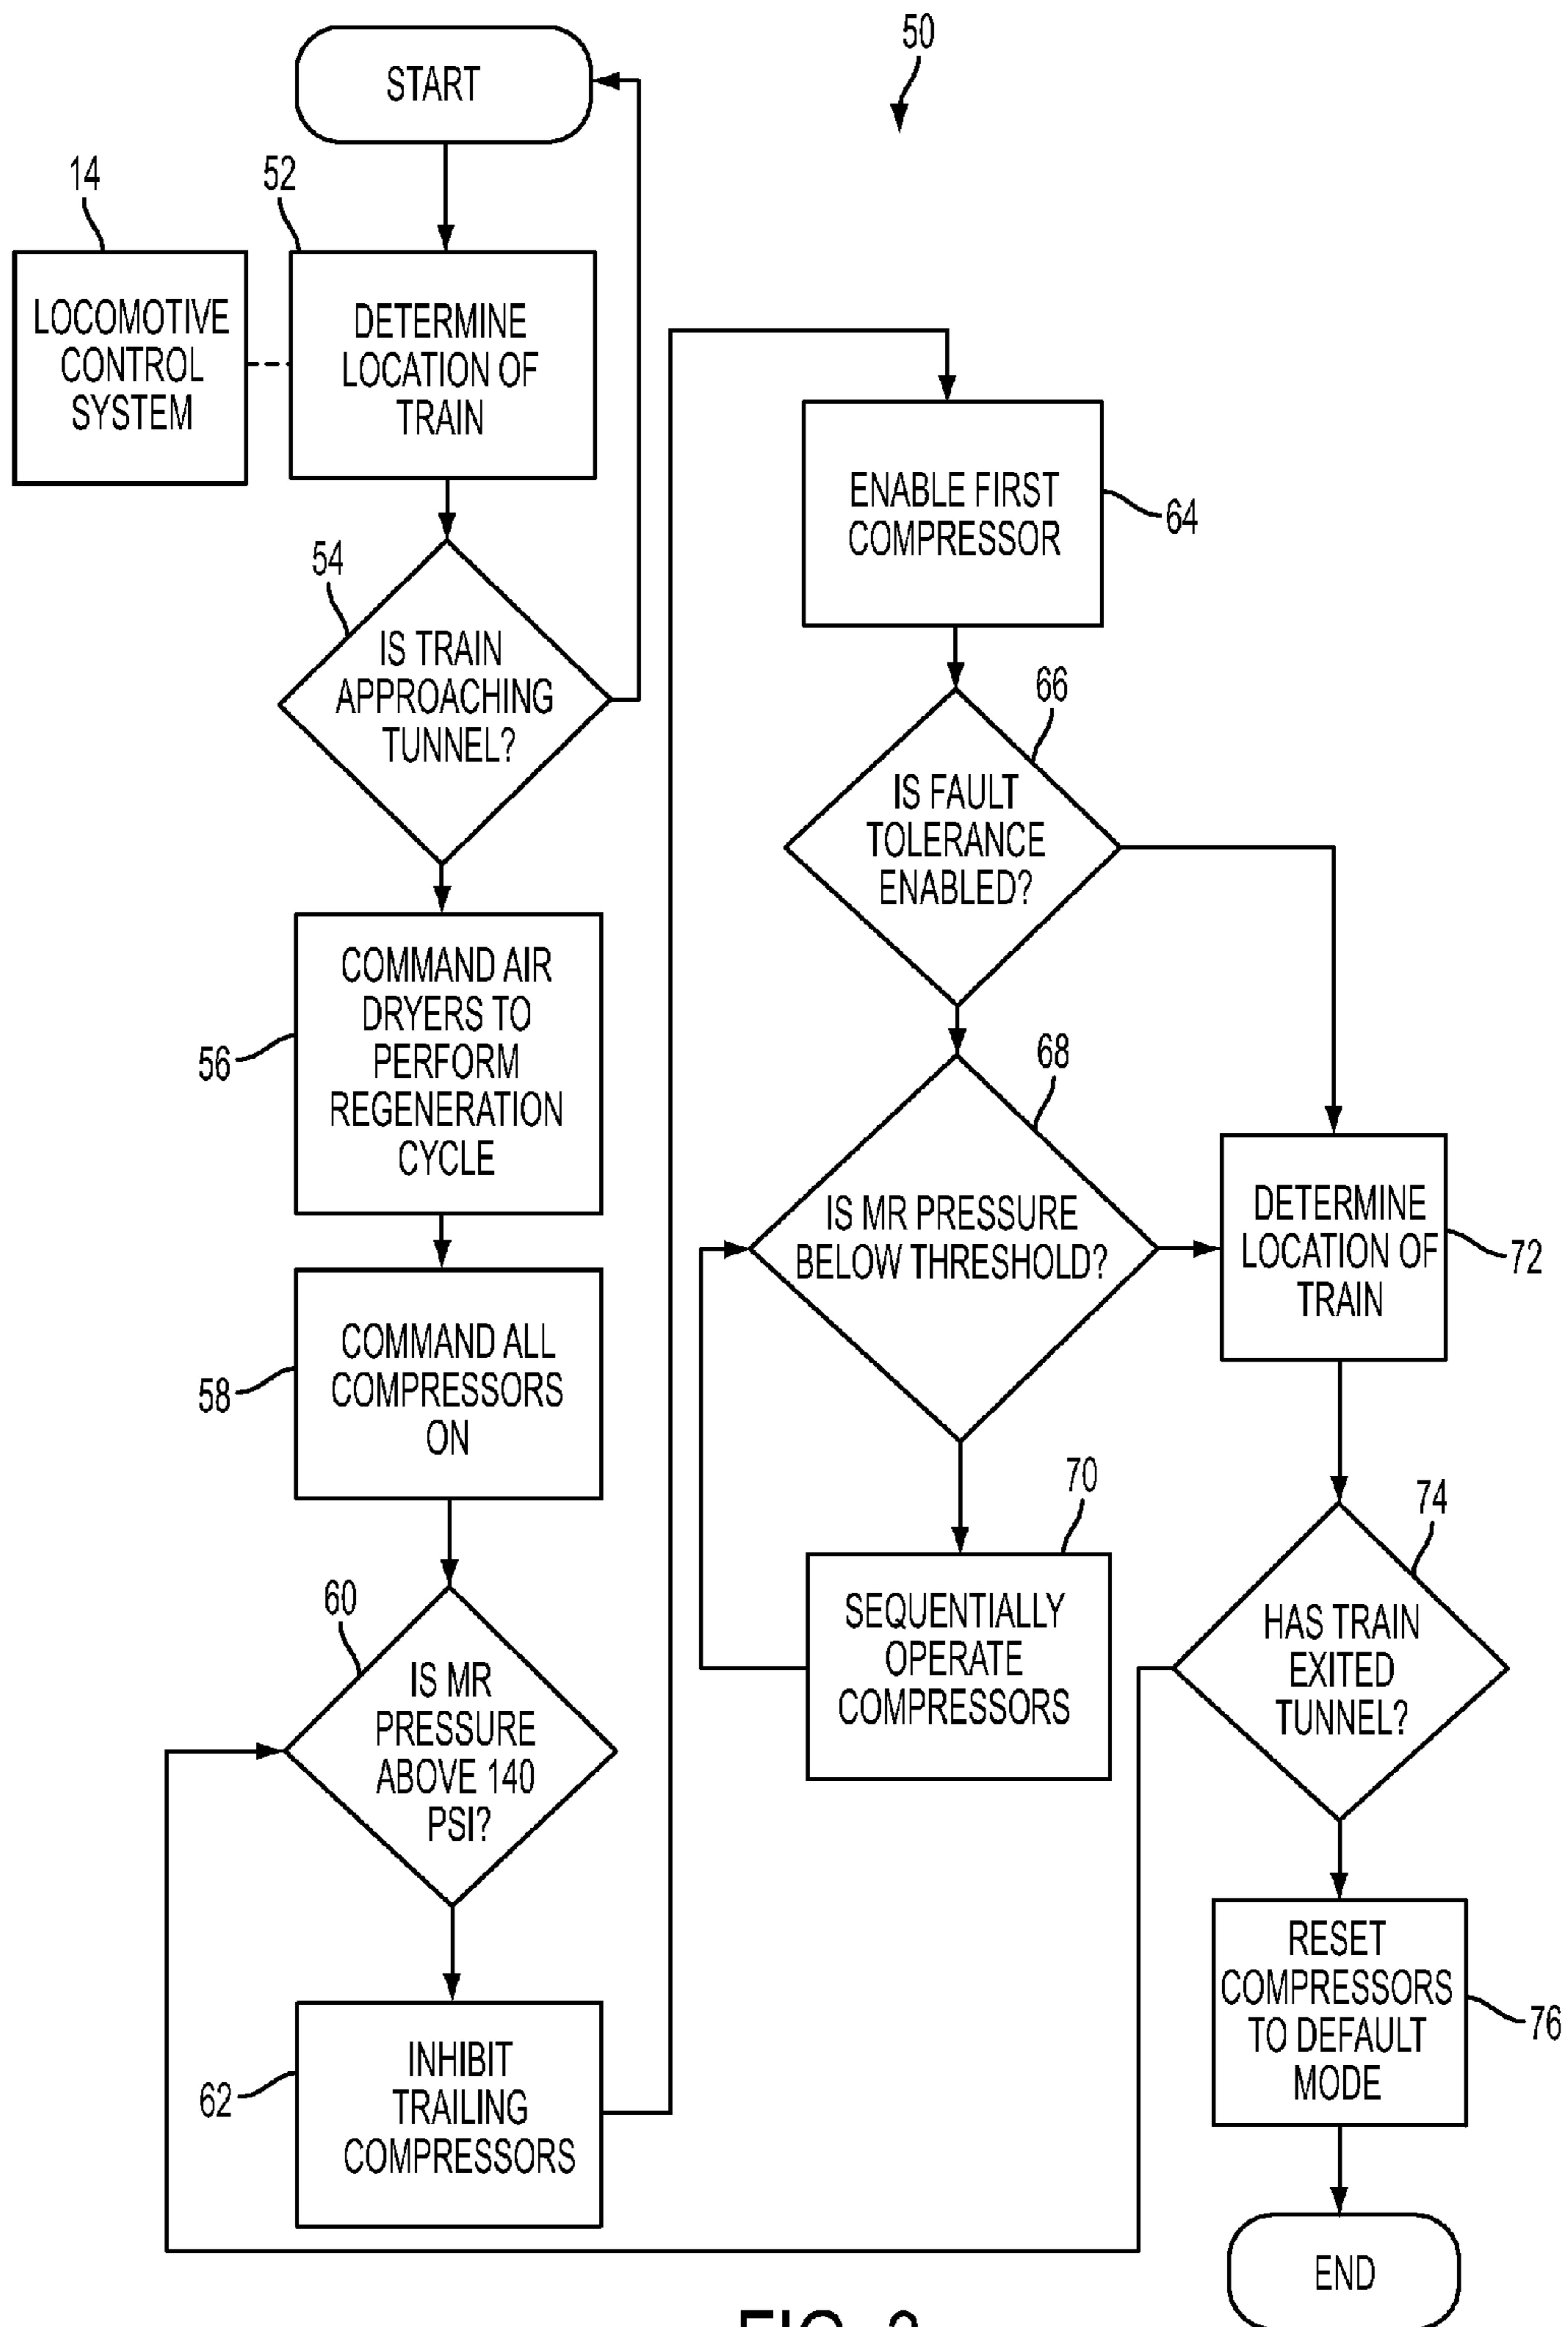 50
START
14
52
LOCOMOTIVE
CONTROL
SYSTEM
DETERMINE
LOCATION OF
TRAIN
54
IS TRAIN
APPROACHING
TUNNEL?
56
COMMAND AIR
DRYERS TO
PERFORM
REGENERATION
CYCLE
58
COMMAND ALL
COMPRESSORS
ON
60
IS MR
PRESSURE
ABOVE 140
PSI?
62
INHIBIT
TRAILING
COMPRESSORS
ENABLE FIRST
COMPRESSOR
64
66
IS FAULT
TOLERANCE
ENABLED?
68
IS MR PRESSURE
BELOW THRESHOLD?
70
SEQUENTIALLY
OPERATE
COMPRESSORS
DETERMINE
LOCATION OF
TRAIN
72
74
HAS TRAIN
EXITED
TUNNEL?
RESET
COMPRESSORS
TO DEFAULT
MODE
76
END